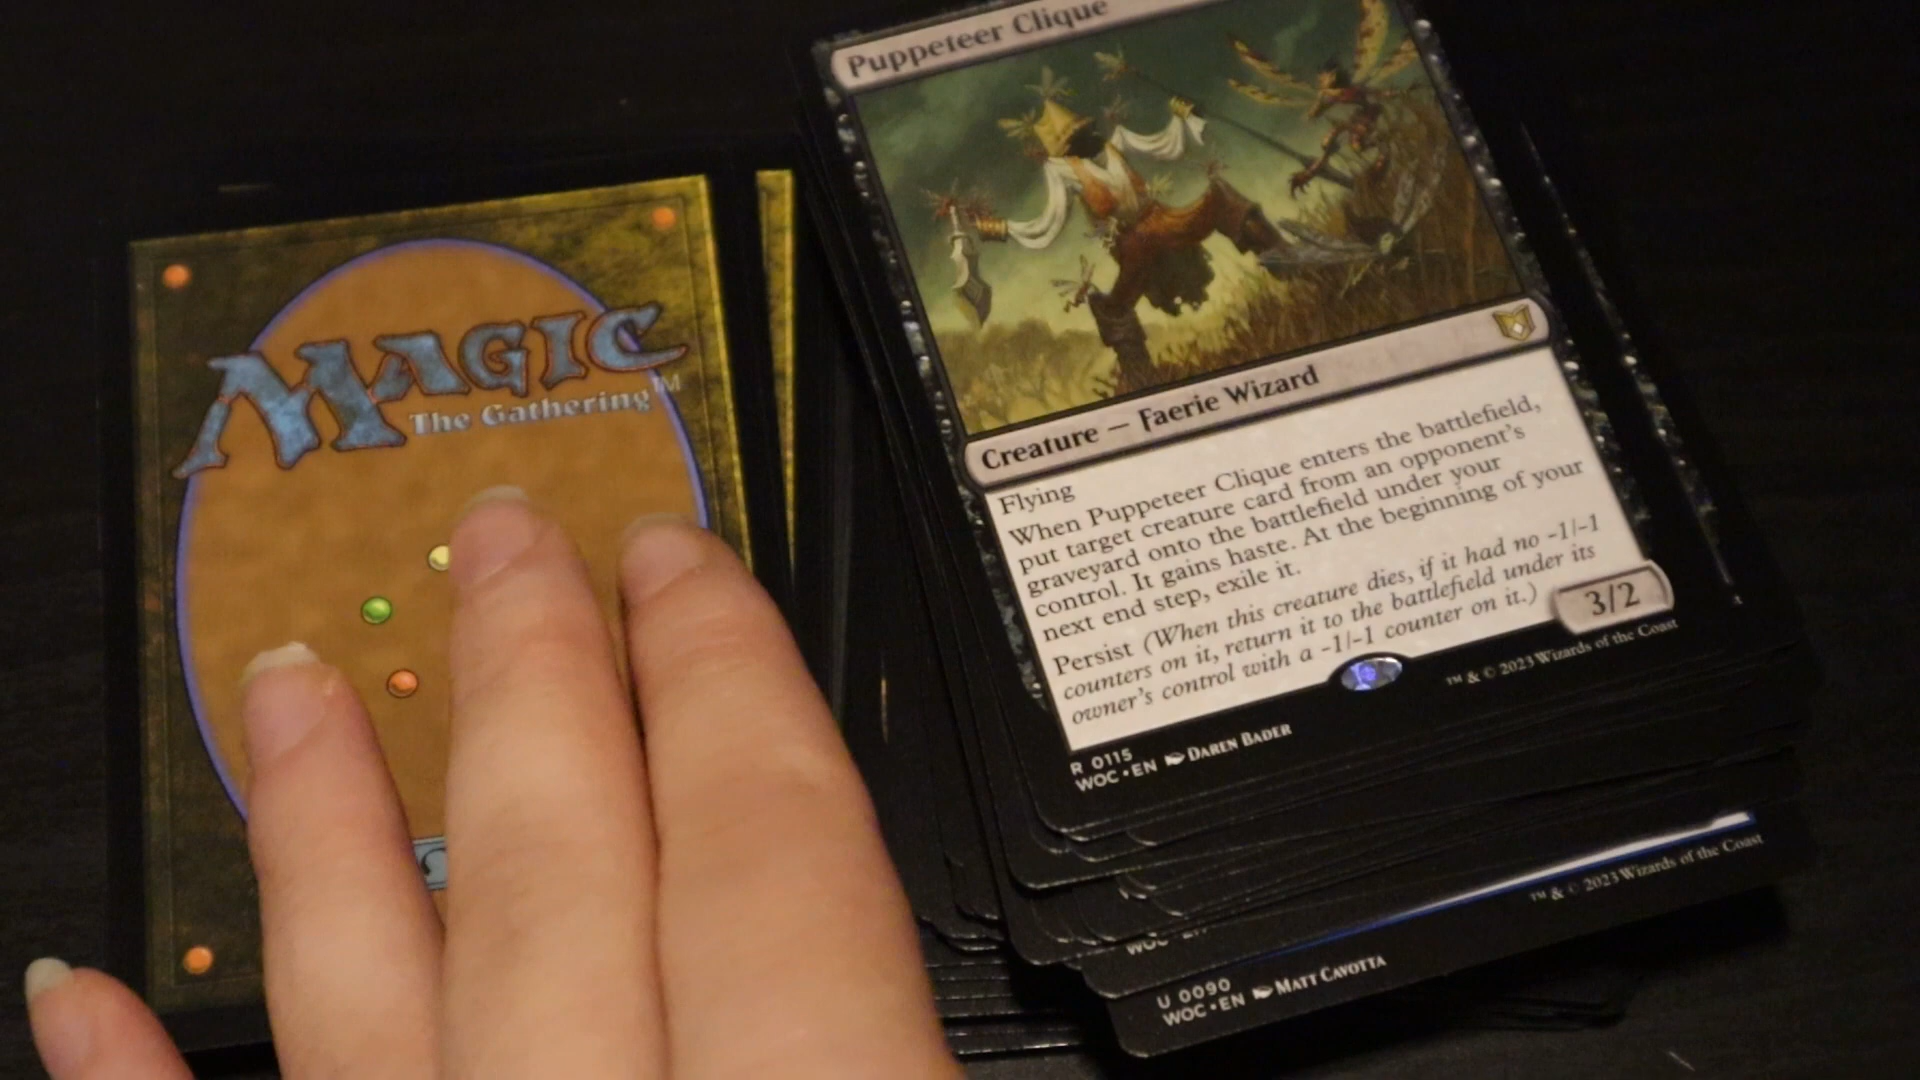 MAGIC™
The Gathering
Puppeteer Clique
Creature — Faerie Wizard
Flying
When Puppeteer Clique enters the battlefield,
put target creature card from an opponent's
graveyard onto the battlefield under your
control. It gains haste. At the beginning of your
next end step, exile it.
Persist (When this creature dies, if it had no -1/-1
counters on it, return it to the battlefield under its
owner's control with a -1/-1 counter on it.)
3/2
R 0115
WOC • EN DAREN BADER
™ & © 2023 Wizards of the Coast
WOC • EN
™ & © 2023 Wizards of the Coast
U 0090
WOC • EN MATT CAVOTTA